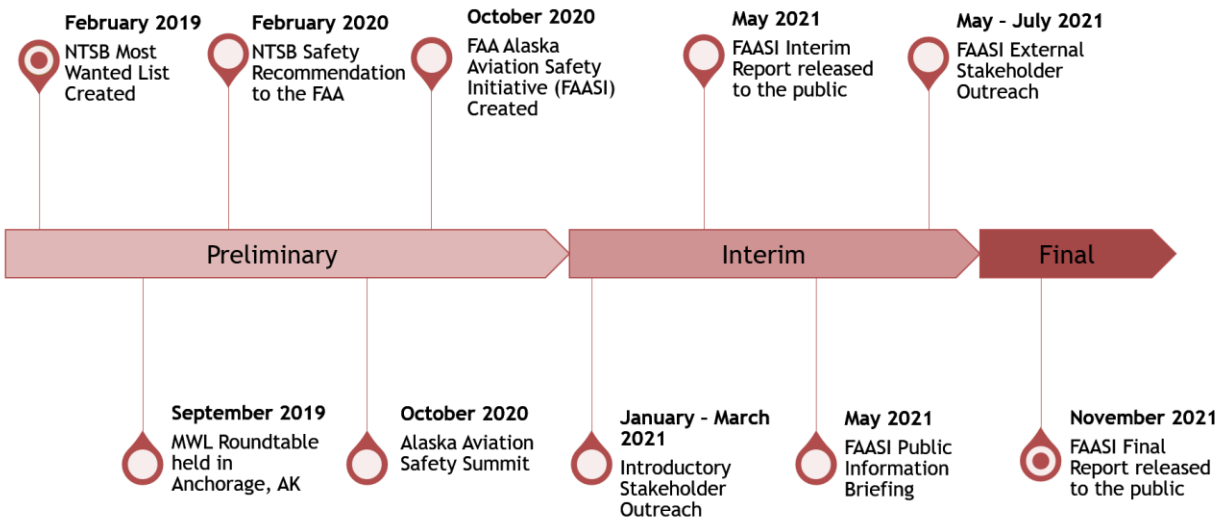 February 2019
NTSB Most
Wanted List
Created
February 2020
NTSB Safety
Recommendation
to the FAA
October 2020
FAA Alaska
Aviation Safety
Initiative (FAASI)
Created
May 2021
FAASI Interim
Report released
to the public
May – July 2021
FAASI External
Stakeholder
Outreach
Preliminary
Interim
Final
September 2019
MWL Roundtable
held in
Anchorage, AK
October 2020
Alaska Aviation
Safety Summit
January – March
2021
Introductory
Stakeholder
Outreach
May 2021
FAASI Public
Information
Briefing
November 2021
FAASI Final
Report released
to the public